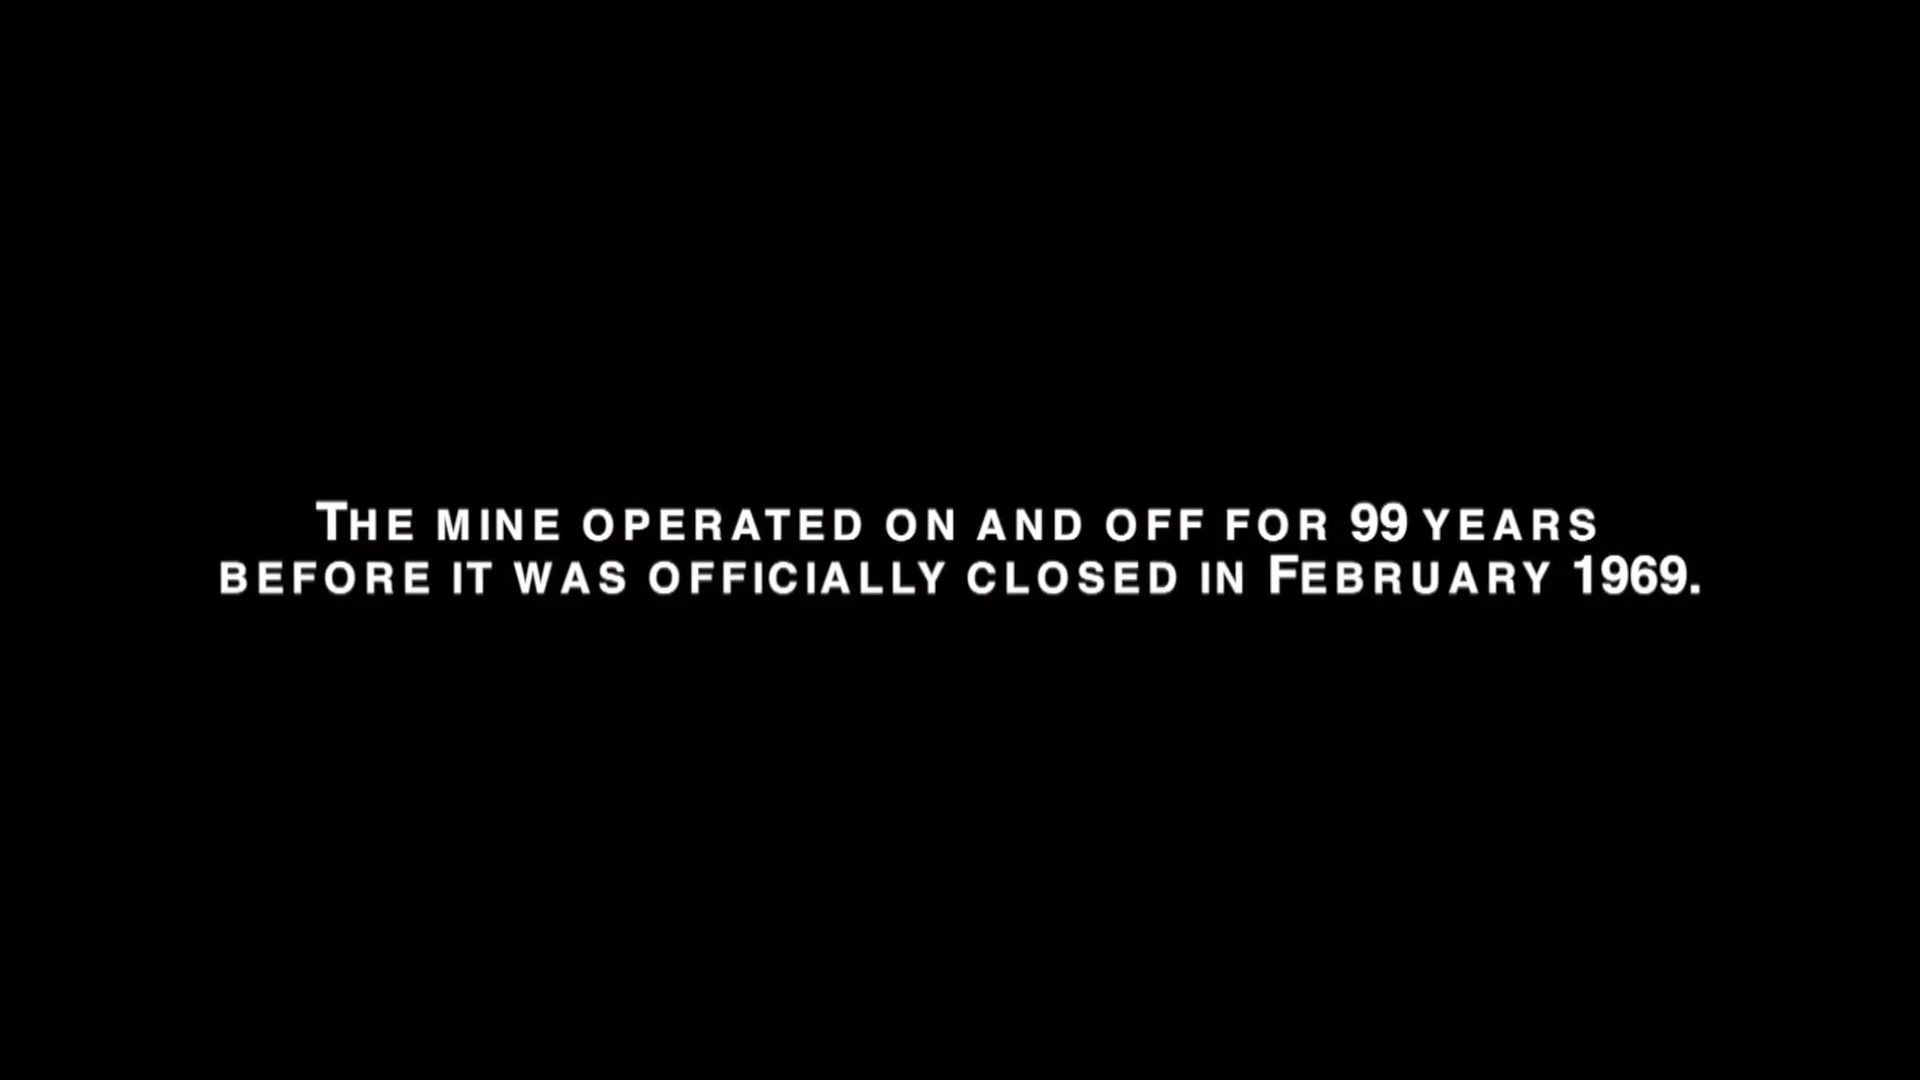 The mine operated on and off for 99 years
before it was officially closed in February 1969.